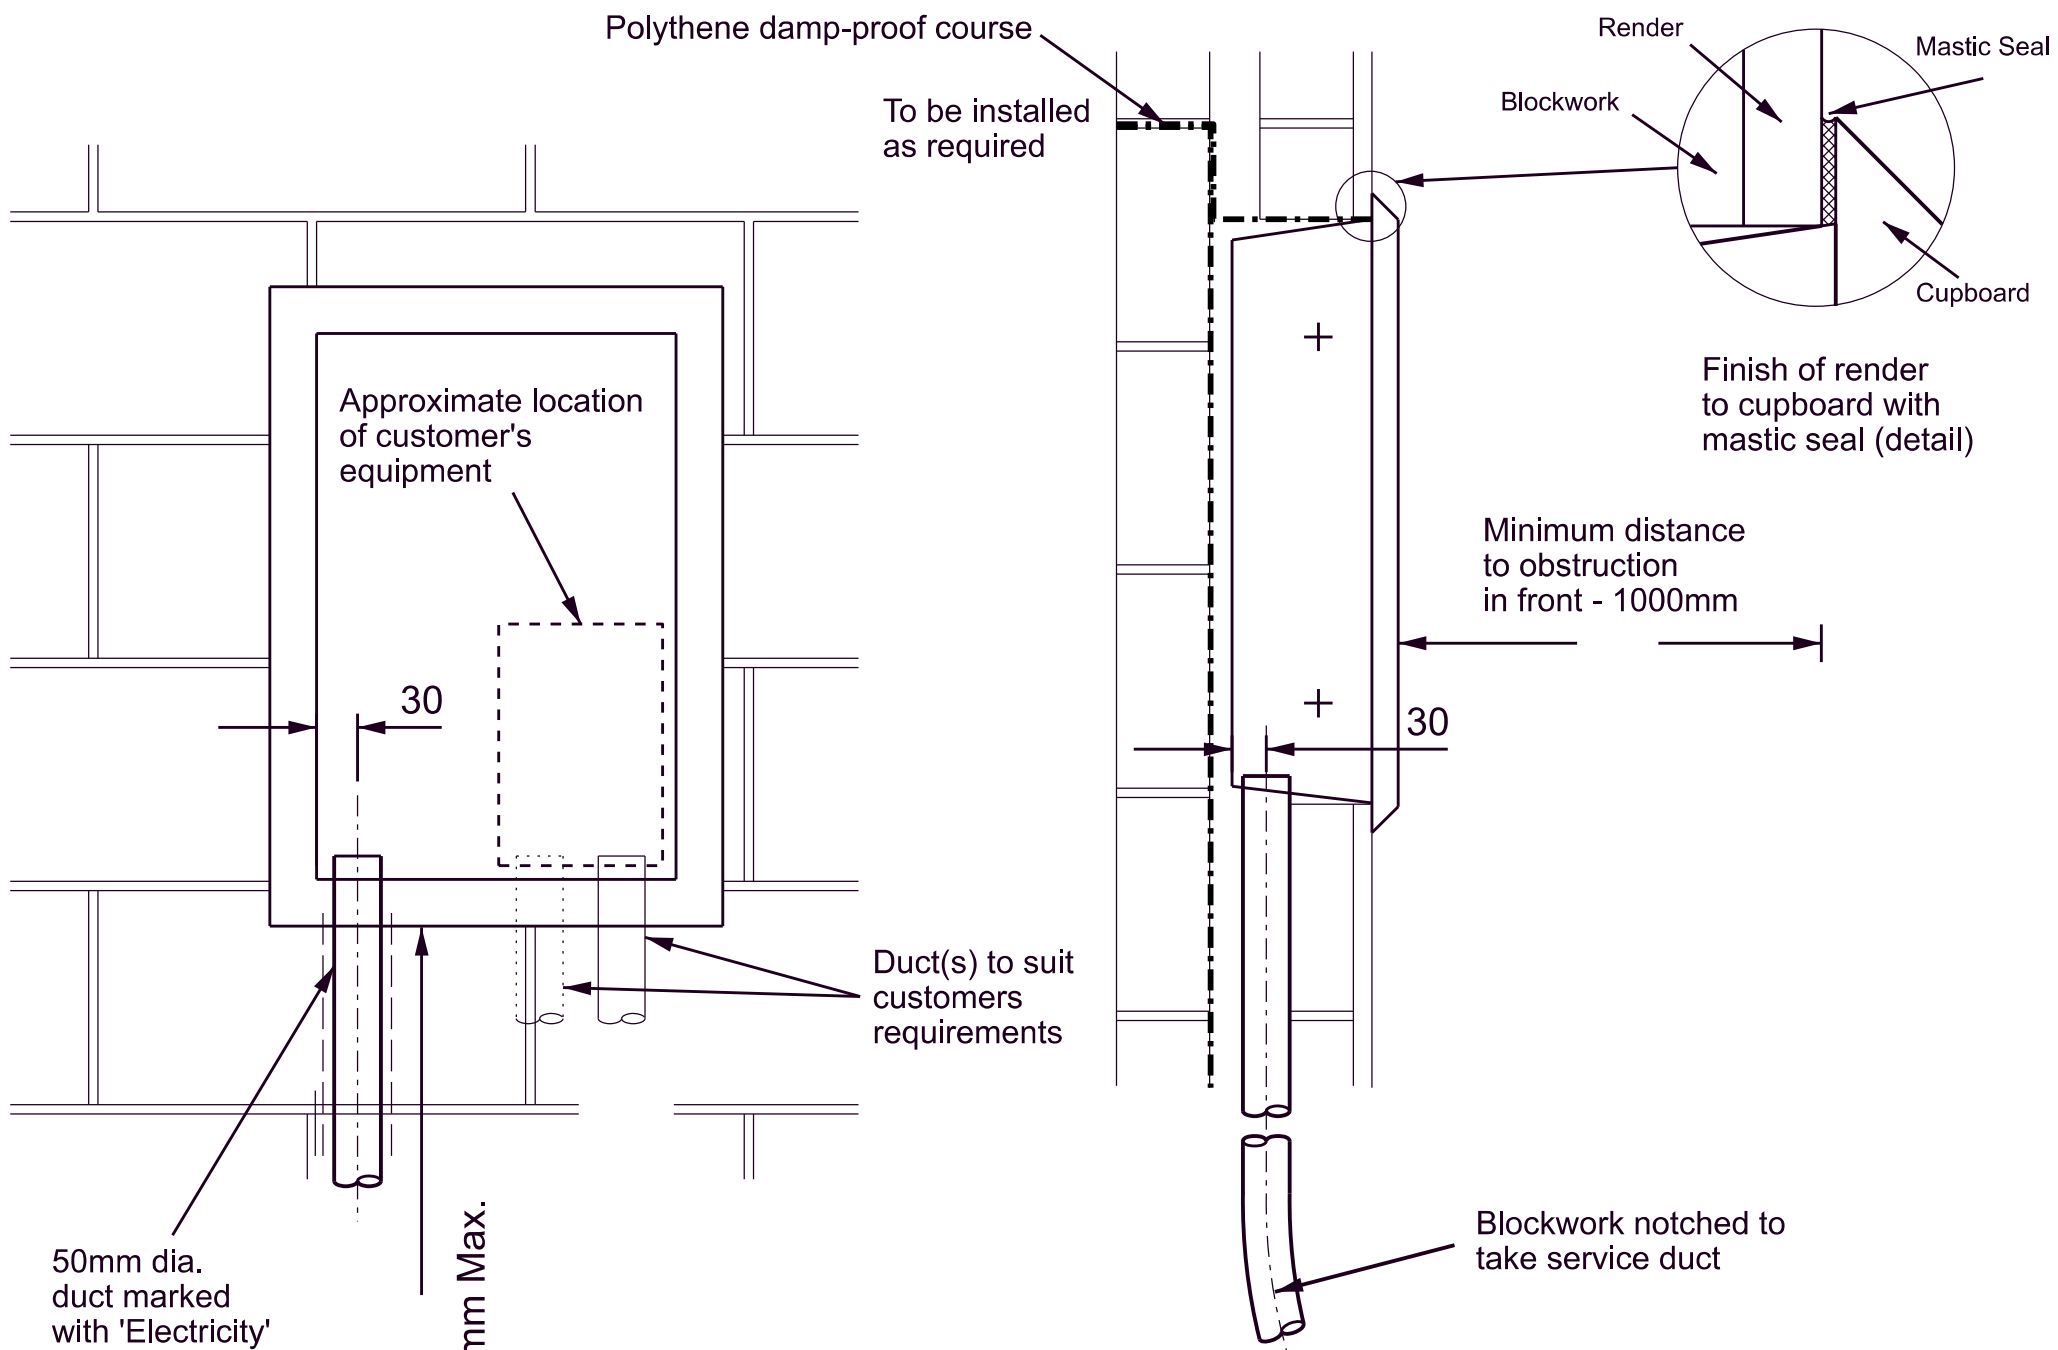 Polythene damp-proof course
To be installed
as required
Render
Mastic Seal
Blockwork
Cupboard
Finish of render
to cupboard with
mastic seal (detail)
Approximate location
of customer's
equipment
Minimum distance
to obstruction
in front - 1000mm
30
30
Duct(s) to suit
customers
requirements
50mm dia.
duct marked
with 'Electricity'
mm Max.
Blockwork notched to
take service duct